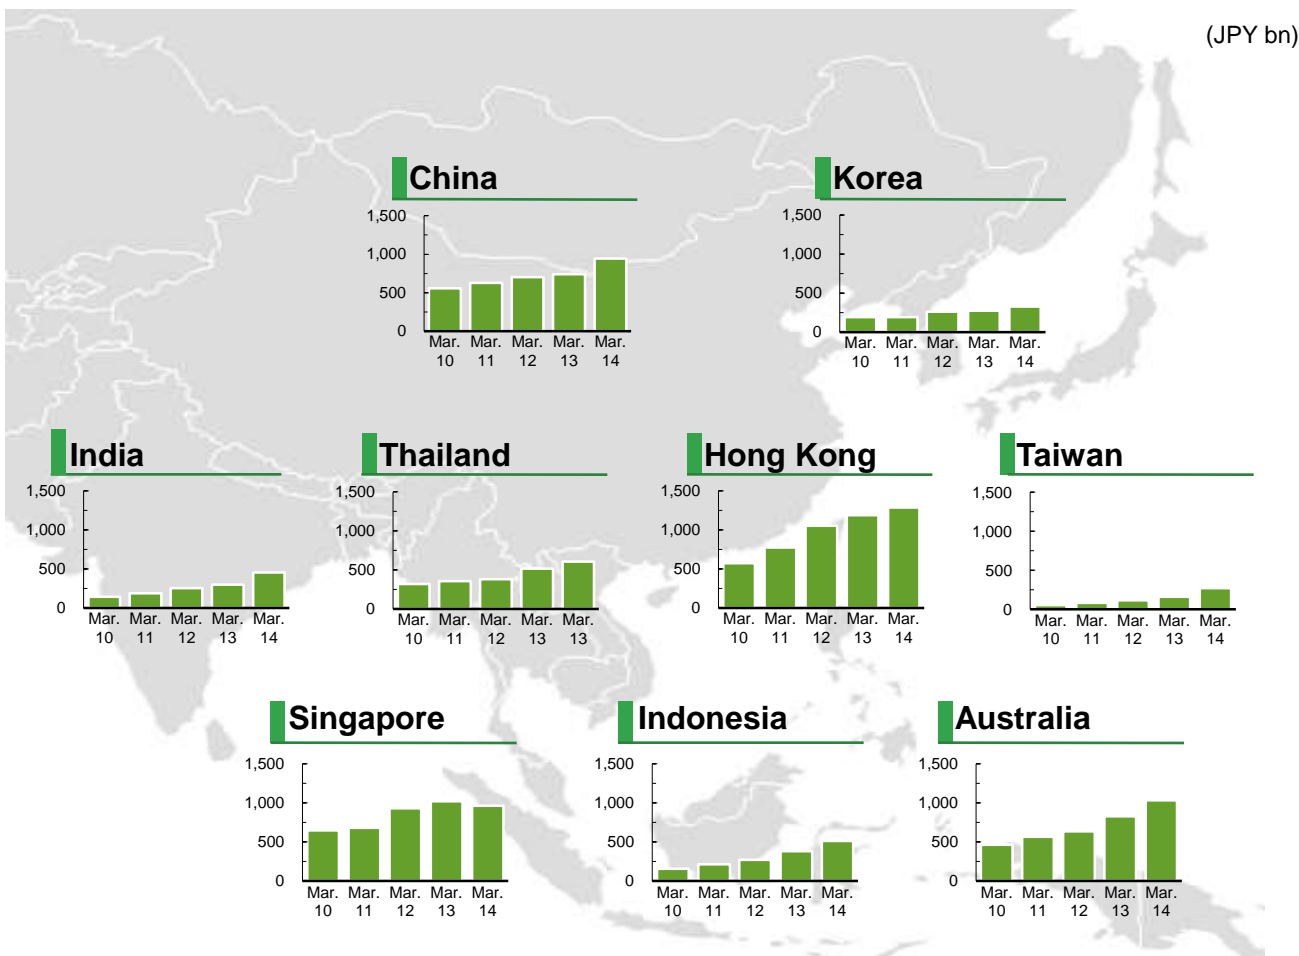 (JPY bn)
China
1,500
1,000
500
0
Mar. Mar. Mar. Mar. Mar.
10 11 12 13 14
Korea
1,500
1,000
500
0
Mar. Mar. Mar. Mar. Mar.
10 11 12 13 14
India
1,500
1,000
500
0
Mar. Mar. Mar. Mar. Mar.
10 11 12 13 14
Thailand
1,500
1,000
500
0
Mar. Mar. Mar. Mar. Mar.
10 11 12 13 13
Hong Kong
1,500
1,000
500
0
Mar. Mar. Mar. Mar. Mar.
10 11 12 13 14
Taiwan
1,500
1,000
500
0
Mar. Mar. Mar. Mar. Mar.
10 11 12 13 14
Singapore
1,500
1,000
500
0
Mar. Mar. Mar. Mar. Mar.
10 11 12 13 14
Indonesia
1,500
1,000
500
0
Mar. Mar. Mar. Mar. Mar.
10 11 12 13 14
Australia
1,500
1,000
500
0
Mar. Mar. Mar. Mar. Mar.
10 11 12 13 14